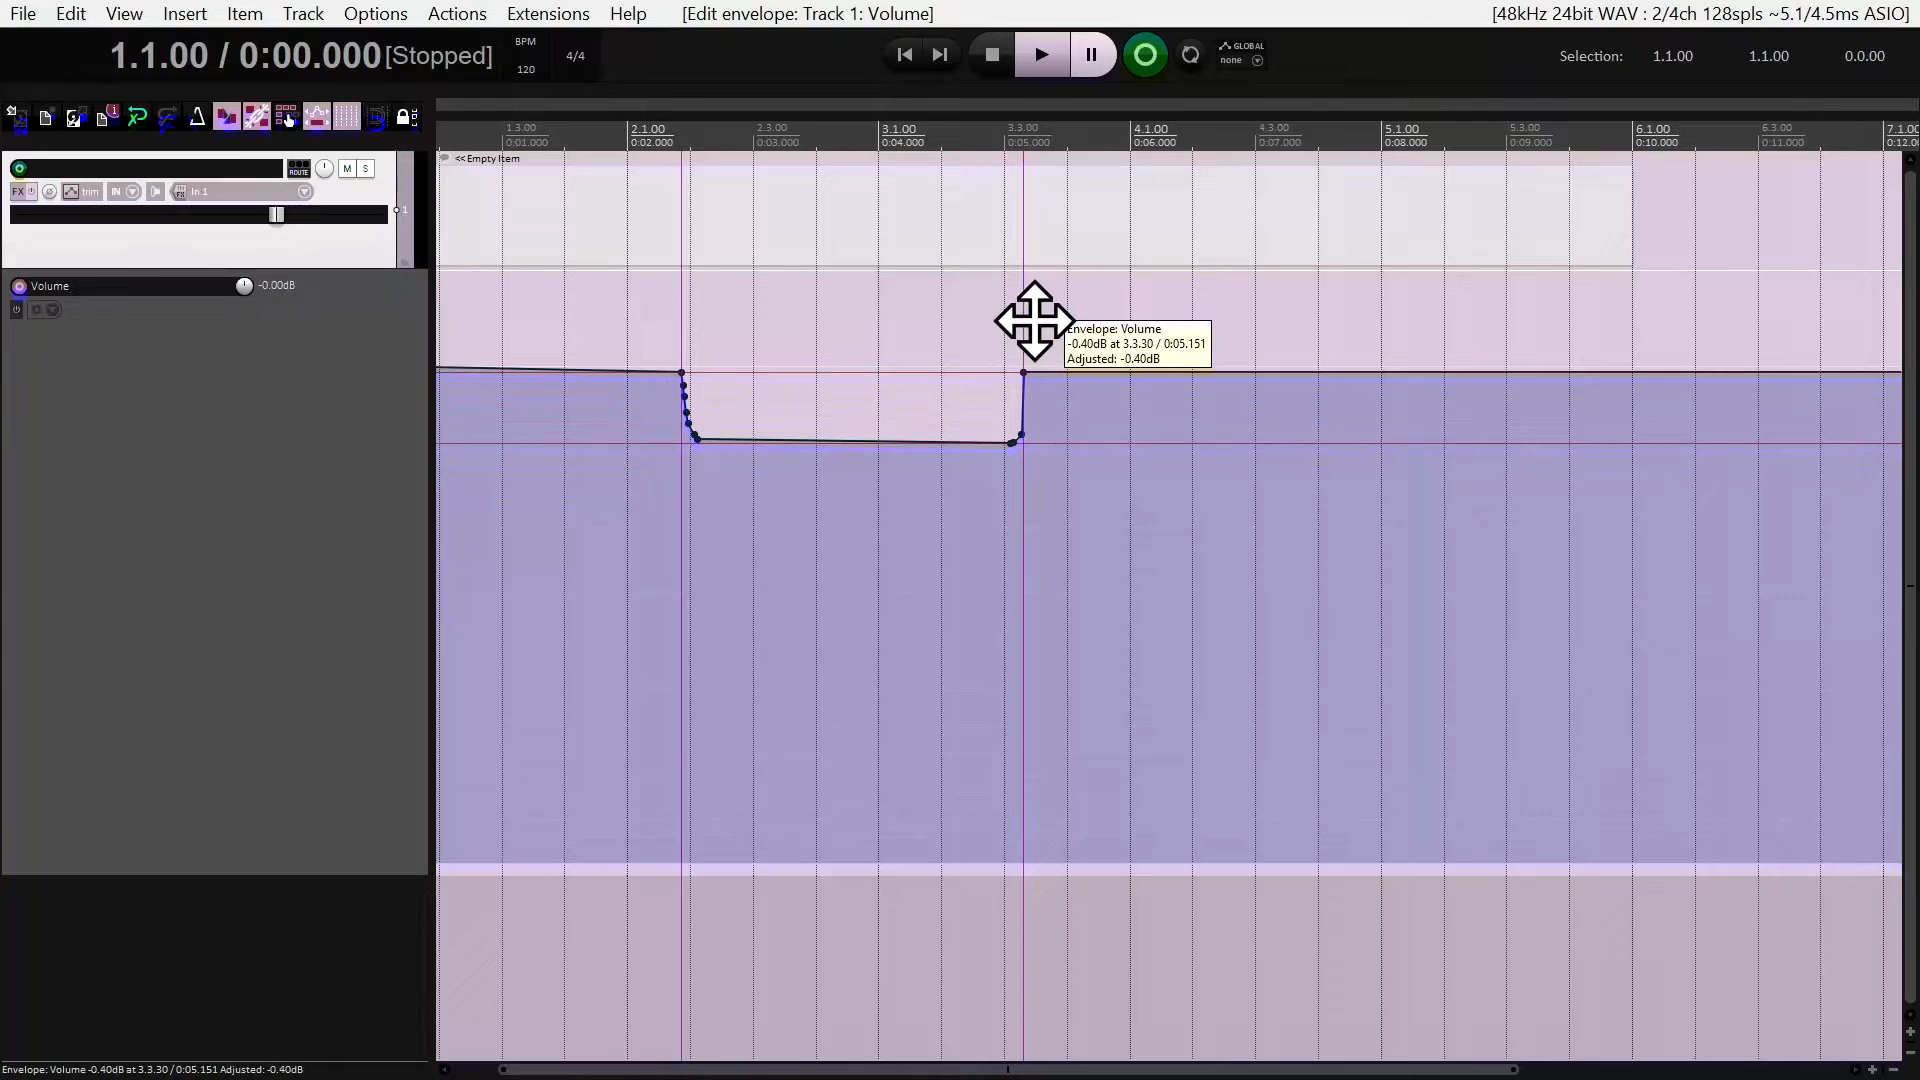 File Edit View Insert Item Track Options Actions Extensions Help [Edit envelope: Track 1: Volume] [48kHz 24bit WAV : 2/4ch 128spls ~5.1/4.5ms ASIO]
1.1.00 / 0:00.000 [Stopped] BPM 120 4/4 GLOBAL none Selection: 1.1.00 1.1.00 0.0.00
1.3.00 2.1.00 2.3.00 3.1.00 3.3.00 4.1.00 4.3.00 5.1.00 5.3.00 6.1.00 6.3.00 7.1.0
0:01.000 0:02.000 0:03.000 0:04.000 0:05.000 0:06.000 0:07.000 0:08.000 0:09.000 0:10.000 0:11.000 0:12.0
<<Empty Item
ROUTE M S
FX trim IN FX In 1
1
Volume -0.00dB
Envelope: Volume
-0.40dB at 3.3.30 / 0:05.151
Adjusted: -0.40dB
Envelope: Volume -0.40dB at 3.3.30 / 0:05.151 Adjusted: -0.40dB